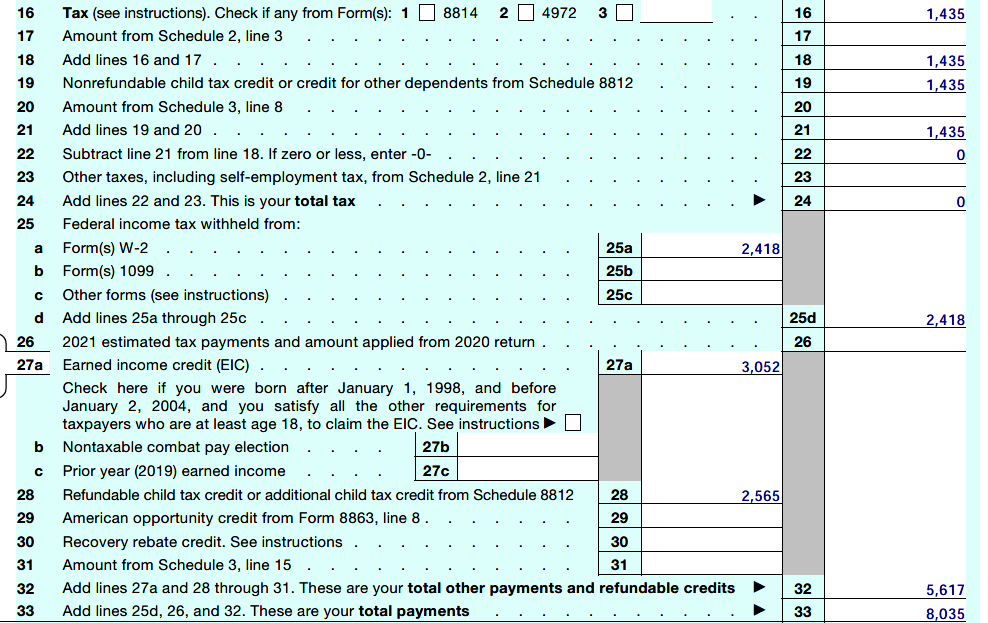 16 Tax (see instructions). Check if any from Form(s): 1 8814 2 4972 3 . . 16 1,435
17 Amount from Schedule 2, line 3 . . . . . . . . . . . . . . . . . . . . 17
18 Add lines 16 and 17 . . . . . . . . . . . . . . . . . . . . . . . . 18 1,435
19 Nonrefundable child tax credit or credit for other dependents from Schedule 8812 . . . . . 19 1,435
20 Amount from Schedule 3, line 8 . . . . . . . . . . . . . . . . . . . . 20
21 Add lines 19 and 20 . . . . . . . . . . . . . . . . . . . . . . . . 21 1,435
22 Subtract line 21 from line 18. If zero or less, enter -0- . . . . . . . . . . . . . . 22 0
23 Other taxes, including self-employment tax, from Schedule 2, line 21 . . . . . . . . . 23
24 Add lines 22 and 23. This is your total tax . . . . . . . . . . . . . . . . ▶ 24 0
25 Federal income tax withheld from:
a Form(s) W-2 . . . . . . . . . . . . . . . . . . 25a 2,418
b Form(s) 1099 . . . . . . . . . . . . . . . . . . 25b
c Other forms (see instructions) . . . . . . . . . . . . . 25c
d Add lines 25a through 25c . . . . . . . . . . . . . . . . . . . . . . 25d 2,418
26 2021 estimated tax payments and amount applied from 2020 return . . . . . . . . . . 26
27a Earned income credit (EIC) . . . . . . . . . . . . . . 27a 3,052
Check here if you were born after January 1, 1998, and before
January 2, 2004, and you satisfy all the other requirements for
taxpayers who are at least age 18, to claim the EIC. See instructions ▶
b Nontaxable combat pay election . . . . 27b
c Prior year (2019) earned income . . . . 27c
28 Refundable child tax credit or additional child tax credit from Schedule 8812 28 2,565
29 American opportunity credit from Form 8863, line 8 . . . . . . . 29
30 Recovery rebate credit. See instructions . . . . . . . . . . 30
31 Amount from Schedule 3, line 15 . . . . . . . . . . . . 31
32 Add lines 27a and 28 through 31. These are your total other payments and refundable credits ▶ 32 5,617
33 Add lines 25d, 26, and 32. These are your total payments . . . . . . . . . . . ▶ 33 8,035